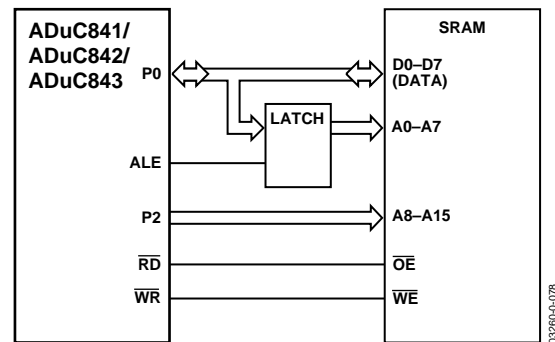 ADuC841/
ADuC842/
ADuC843
SRAM
P0
D0–D7
(DATA)
LATCH
A0–A7
ALE
P2
A8–A15
RD
OE
WR
WE
03260-0-078